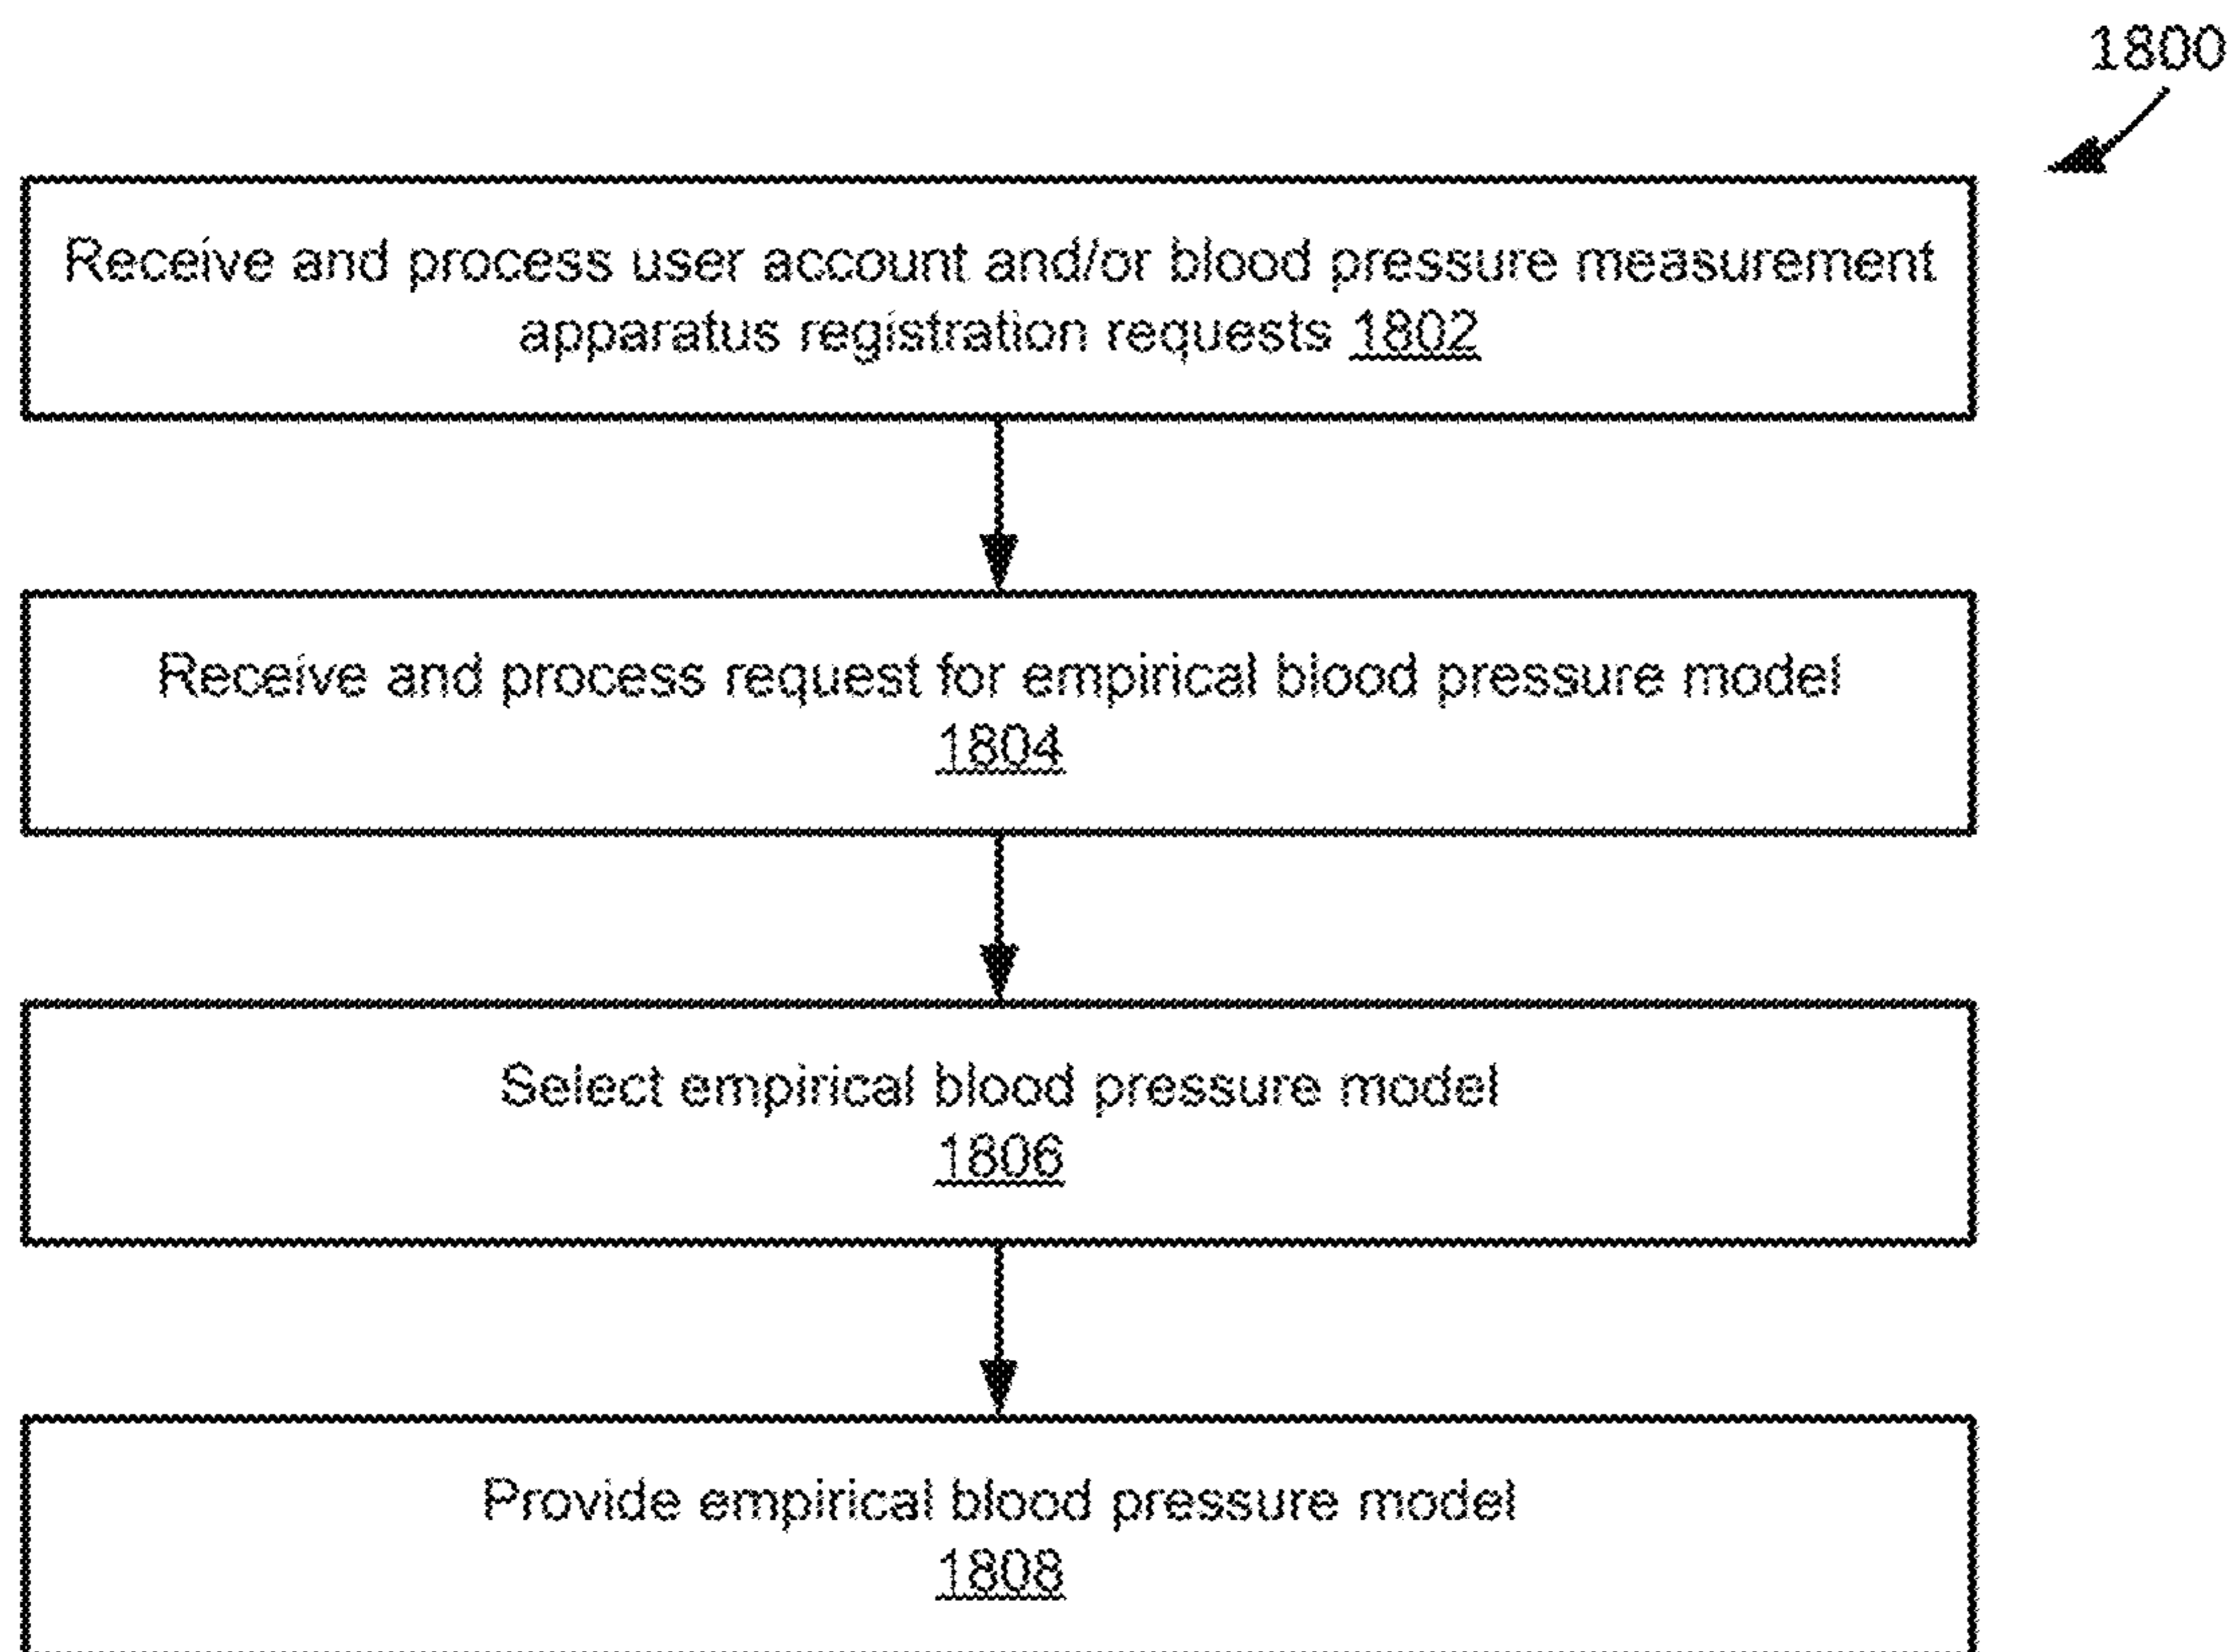 1800
Receive and process user account and/or blood pressure measurement
apparatus registration requests 1802
Receive and process request for empirical blood pressure model
1804
Select empirical blood pressure model
1806
Provide empirical blood pressure model
1808